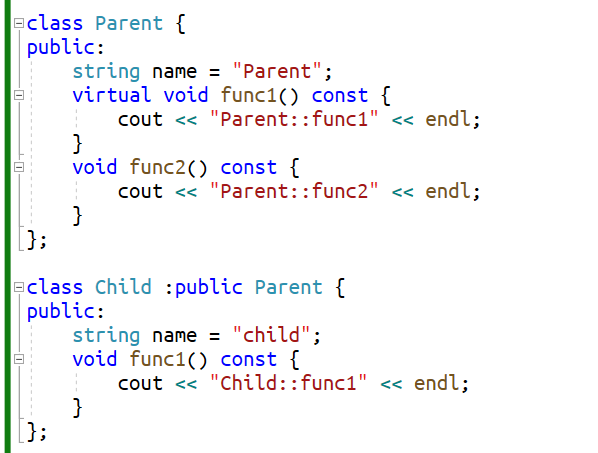 class Parent {
public:
    string name = "Parent";
    virtual void func1() const {
        cout << "Parent::func1" << endl;
    }
    void func2() const {
        cout << "Parent::func2" << endl;
    }
};

class Child :public Parent {
public:
    string name = "child";
    void func1() const {
        cout << "Child::func1" << endl;
    }
};